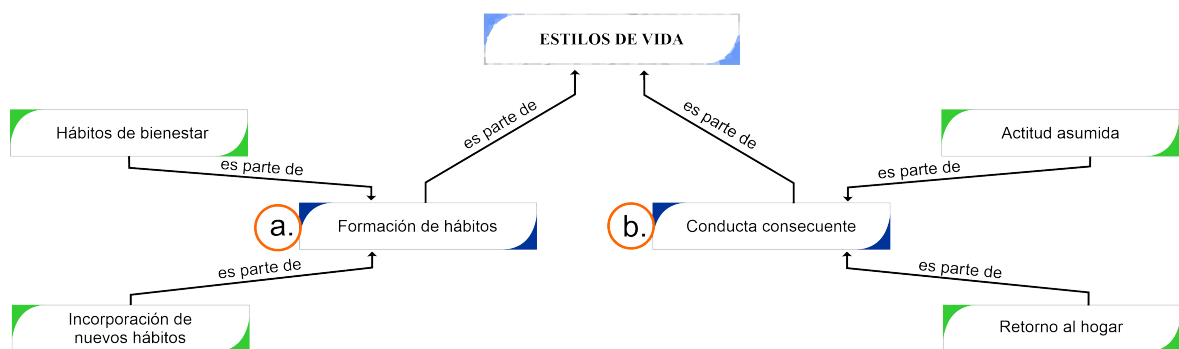 ESTILOS DE VIDA
es parte de
es parte de
Hábitos de bienestar
Actitud asumida
es parte de
es parte de
a.
Formación de hábitos
b.
Conducta consecuente
es parte de
es parte de
Incorporación de
nuevos hábitos
Retorno al hogar